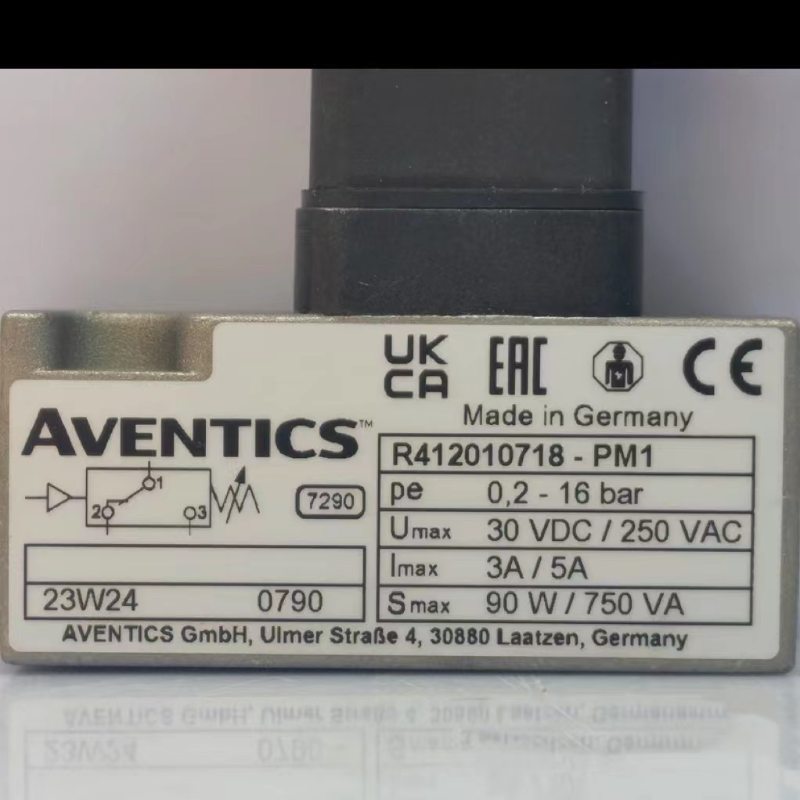 UK
CA
EAC
CE
Made in Germany
AVENTICS™
R412010718 - PM1
pe 0,2 - 16 bar
Umax 30 VDC / 250 VAC
Imax 3A / 5A
Smax 90 W / 750 VA
1
2
3
7290
23W24 0790
AVENTICS GmbH, Ulmer Straße 4, 30880 Laatzen, Germany